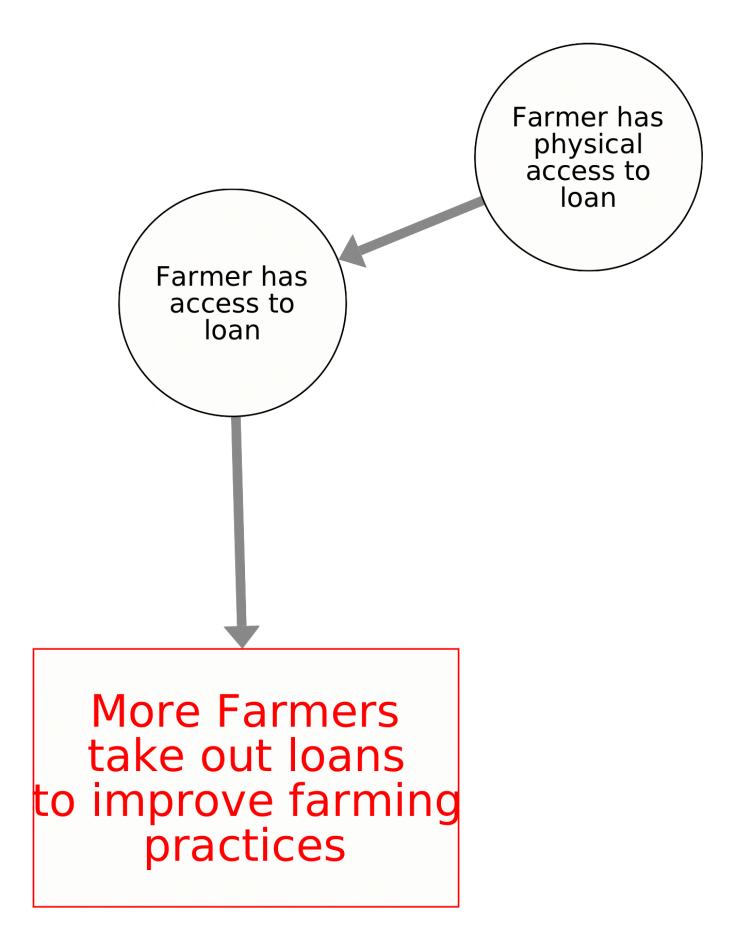 Farmer has
physical
access to
loan
Farmer has
access to
loan
More Farmers
take out loans
to improve farming
practices